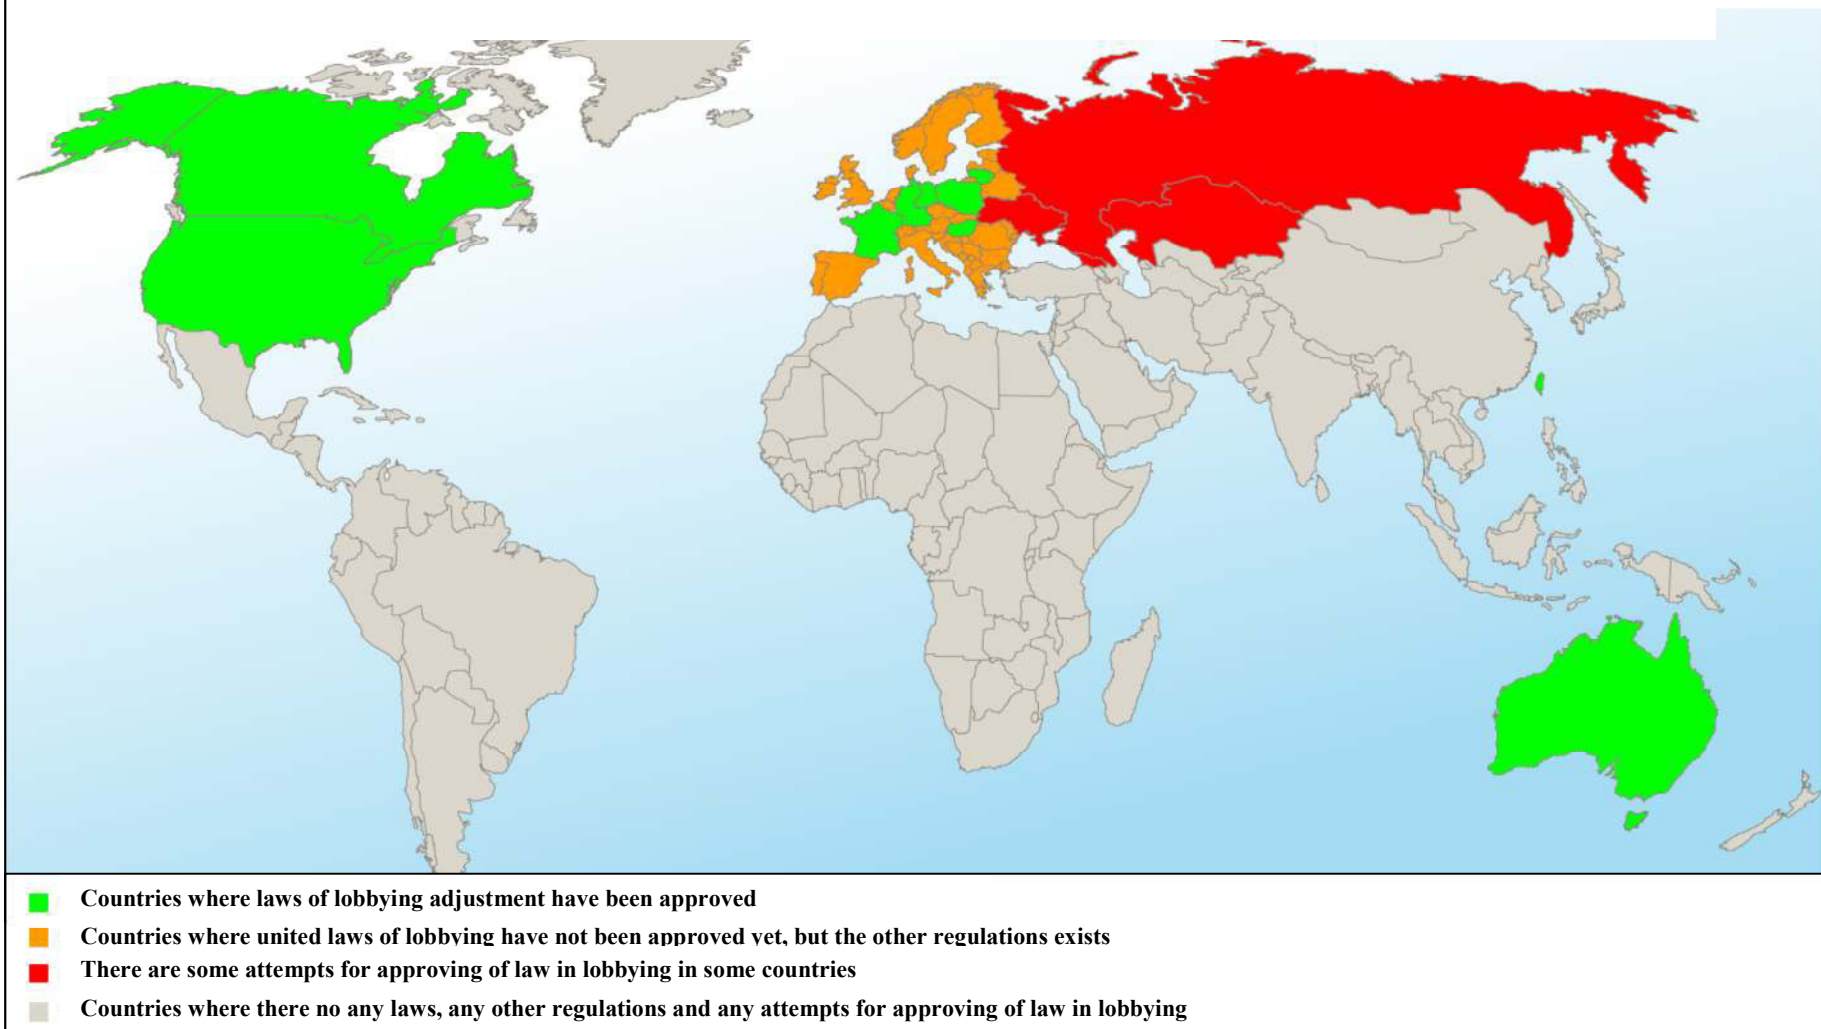 Countries where laws of lobbying adjustment have been approved
Countries where united laws of lobbying have not been approved yet, but the other regulations exists
There are some attempts for approving of law in lobbying in some countries
Countries where there no any laws, any other regulations and any attempts for approving of law in lobbying